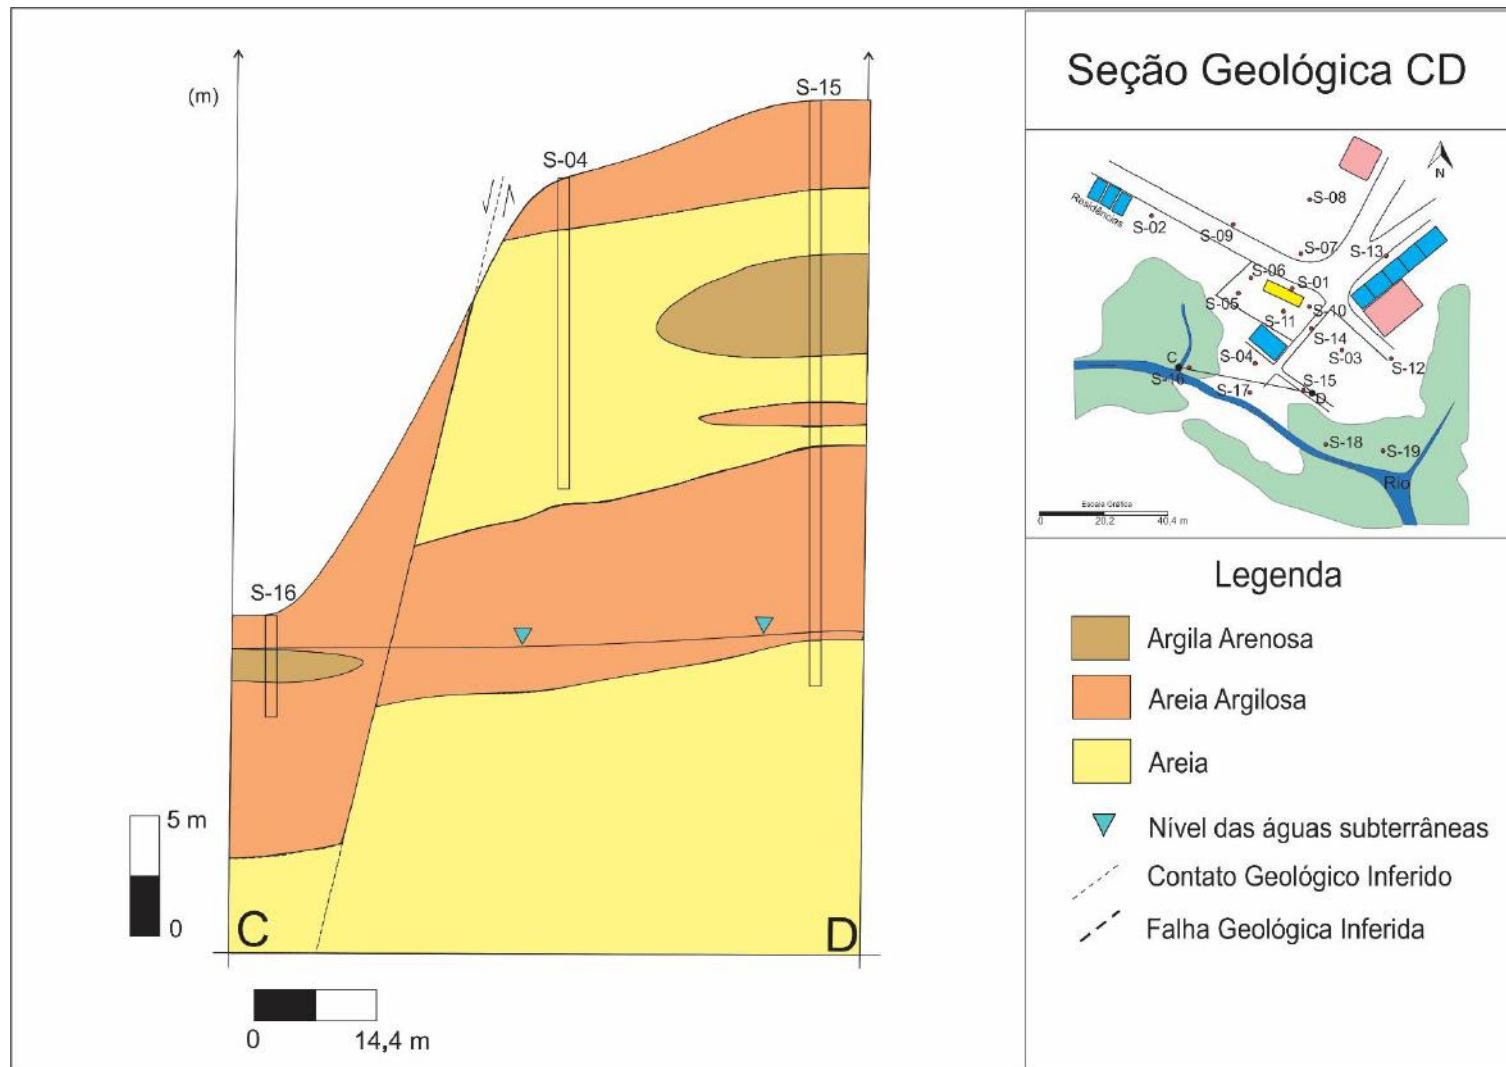 (m)
S-15
S-04
S-16
5 m
0
C
D
0
14,4 m
Seção Geológica CD
N
Residências
S-08
S-02
S-09
S-07
S-13
S-06
S-01
S-05
S-10
S-11
S-14
S-04
S-03
S-12
C
S-16
S-15
S-17
D
S-18
S-19
Rio
Escara Gráfica
0
20,2
40,4 m
Legenda
Argila Arenosa
Areia Argilosa
Areia
Nível das águas subterrâneas
Contato Geológico Inferido
Falha Geológica Inferida